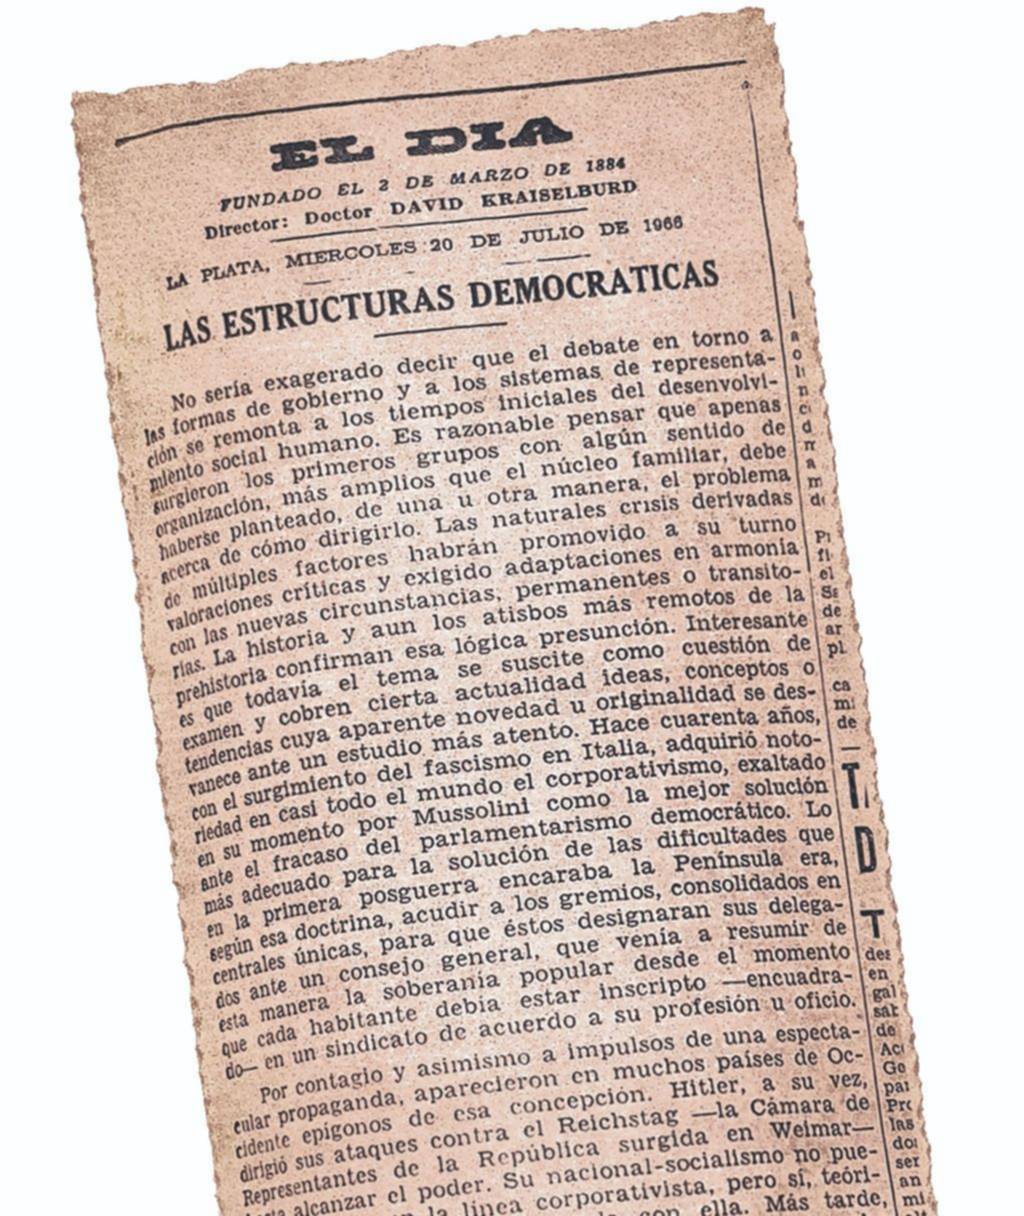 EL DIA
FUNDADO EL 2 DE MARZO DE 1884
Director: Doctor DAVID KRAISELBURD
LA PLATA, MIERCOLES 20 DE JULIO DE 1966
LAS ESTRUCTURAS DEMOCRATICAS
No sería exagerado decir que el debate en torno a
las formas de gobierno y a los sistemas de representa-
ción se remonta a los tiempos iniciales del desenvolvi-
miento social humano. Es razonable pensar que apenas
surgieron los primeros grupos con algún sentido de
organización, más amplios que el núcleo familiar, debe
haberse planteado, de una u otra manera, el problema
acerca de cómo dirigirlo. Las naturales crisis derivadas
de múltiples factores habrán promovido a su turno
valoraciones críticas y exigido adaptaciones en armonía
con las nuevas circunstancias, permanentes o transito-
rias. La historia y aun los atisbos más remotos de la
prehistoria confirman esa lógica presunción. Interesante
es que todavía el tema se suscite como cuestión de
examen y cobren cierta actualidad ideas, conceptos o
tendencias cuya aparente novedad u originalidad se des-
vanece ante un estudio más atento. Hace cuarenta años,
con el surgimiento del fascismo en Italia, adquirió noto-
riedad en casi todo el mundo el corporativismo, exaltado
en su momento por Mussolini como la mejor solución
ante el fracaso del parlamentarismo democrático. Lo
más adecuado para la solución de las dificultades que
en la primera posguerra encaraba la Península era,
según esa doctrina, acudir a los gremios, consolidados en
centrales únicas, para que éstos designaran sus delega-
dos ante un consejo general, que venía a resumir de
esta manera la soberanía popular desde el momento
que cada habitante debía estar inscripto —encuadra-
do— en un sindicato de acuerdo a su profesión u oficio.
Por contagio y asimismo a impulsos de una especta-
cular propaganda, aparecieron en muchos países de Oc-
cidente epígonos de esa concepción. Hitler, a su vez,
dirigió sus ataques contra el Reichstag —la Cámara de
Representantes de la República surgida en Weimar—
alcanzar el poder. Su nacional-socialismo no pue-
la línea corporativista, pero sí, teóri-
con ella. Más tarde,